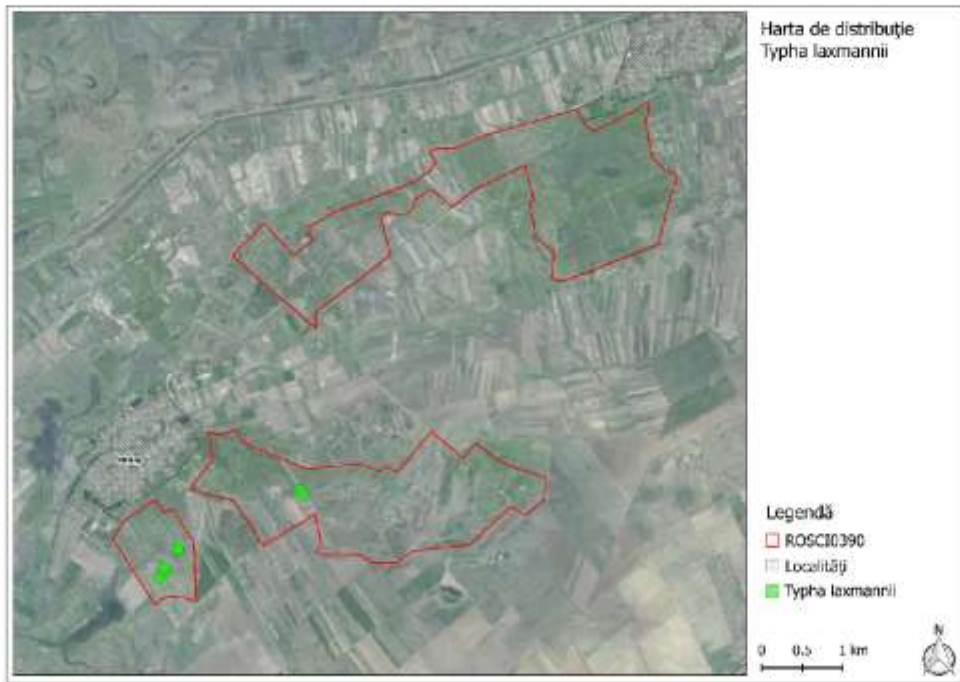 Harta de distribuție
Typha laxmannii
Legendă
ROSCI0390
Localități
Typha laxmannii
N
0 0.5 1 km